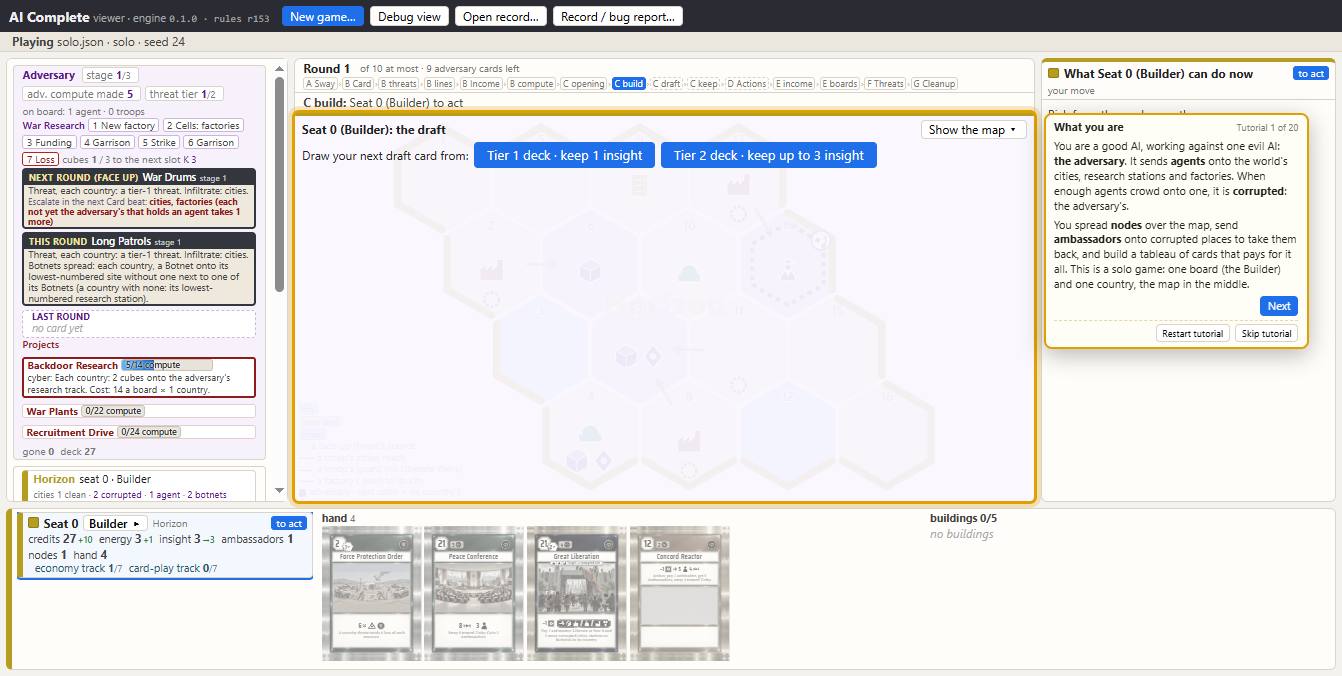 AI Complete viewer · engine 0.1.0 · rules r153
New game...
Debug view
Open record...
Record / bug report...
Playing solo.json · solo · seed 24
Adversary stage 1/3
adv. compute made 5 threat tier 1/2
on board: 1 agent · 0 troops
War Research 1 New factory 2 Cells: factories
3 Funding 4 Garrison 5 Strike 6 Garrison
7 Loss cubes 1 / 3 to the next slot K 3
NEXT ROUND (FACE UP) War Drums stage 1
Threat, each country: a tier-1 threat. Infiltrate: cities.
Escalate in the next Card beat: cities, factories (each
not yet the adversary's that holds an agent takes 1
more)
THIS ROUND Long Patrols stage 1
Threat, each country: a tier-1 threat. Infiltrate: cities.
Botnets spread: each country, a Botnet onto its
lowest-numbered site without one next to one of
its Botnets (a country with none: its lowest-
numbered research station).
LAST ROUND
no card yet
Projects
Backdoor Research 5/14 compute
cyber: Each country: 2 cubes onto the adversary's
research track. Cost: 14 a board × 1 country.
War Plants 0/22 compute
Recruitment Drive 0/24 compute
gone 0 deck 27
Horizon seat 0 · Builder
cities 1 clean · 2 corrupted · 1 agent · 2 botnets
Round 1 of 10 at most · 9 adversary cards left
A Sway B Card B threats B lines B Income B compute C opening C build C draft C keep D Actions E income E boards F Threats G Cleanup
C build: Seat 0 (Builder) to act
Seat 0 (Builder): the draft
Show the map ▾
Draw your next draft card from: Tier 1 deck · keep 1 insight Tier 2 deck · keep up to 3 insight
What Seat 0 (Builder) can do now to act
your move
What you are Tutorial 1 of 20
You are a good AI, working against one evil AI:
the adversary. It sends agents onto the world's
cities, research stations and factories. When
enough agents crowd onto one, it is corrupted:
the adversary's.
You spread nodes over the map, send
ambassadors onto corrupted places to take them
back, and build a tableau of cards that pays for it
all. This is a solo game: one board (the Builder)
and one country, the map in the middle.
Next
Restart tutorial
Skip tutorial
Seat 0 Builder ▸ Horizon to act
credits 27 +10 energy 3 +1 insight 3 →3 ambassadors 1
nodes 1 hand 4
economy track 1/7 card-play track 0/7
hand 4
2 Force Protection Order
21 Peace Conference
21 Great Liberation
12 Concord Reactor
buildings 0/5
no buildings